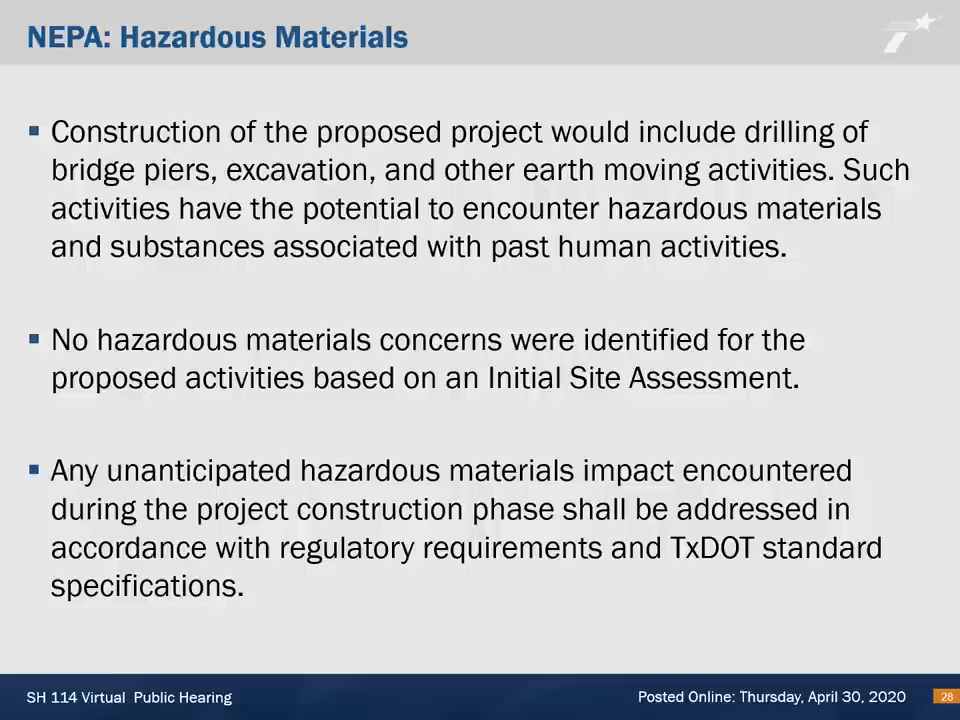 NEPA: Hazardous Materials
▪ Construction of the proposed project would include drilling of
bridge piers, excavation, and other earth moving activities. Such
activities have the potential to encounter hazardous materials
and substances associated with past human activities.
▪ No hazardous materials concerns were identified for the
proposed activities based on an Initial Site Assessment.
▪ Any unanticipated hazardous materials impact encountered
during the project construction phase shall be addressed in
accordance with regulatory requirements and TxDOT standard
specifications.
SH 114 Virtual Public Hearing
Posted Online: Thursday, April 30, 2020
28